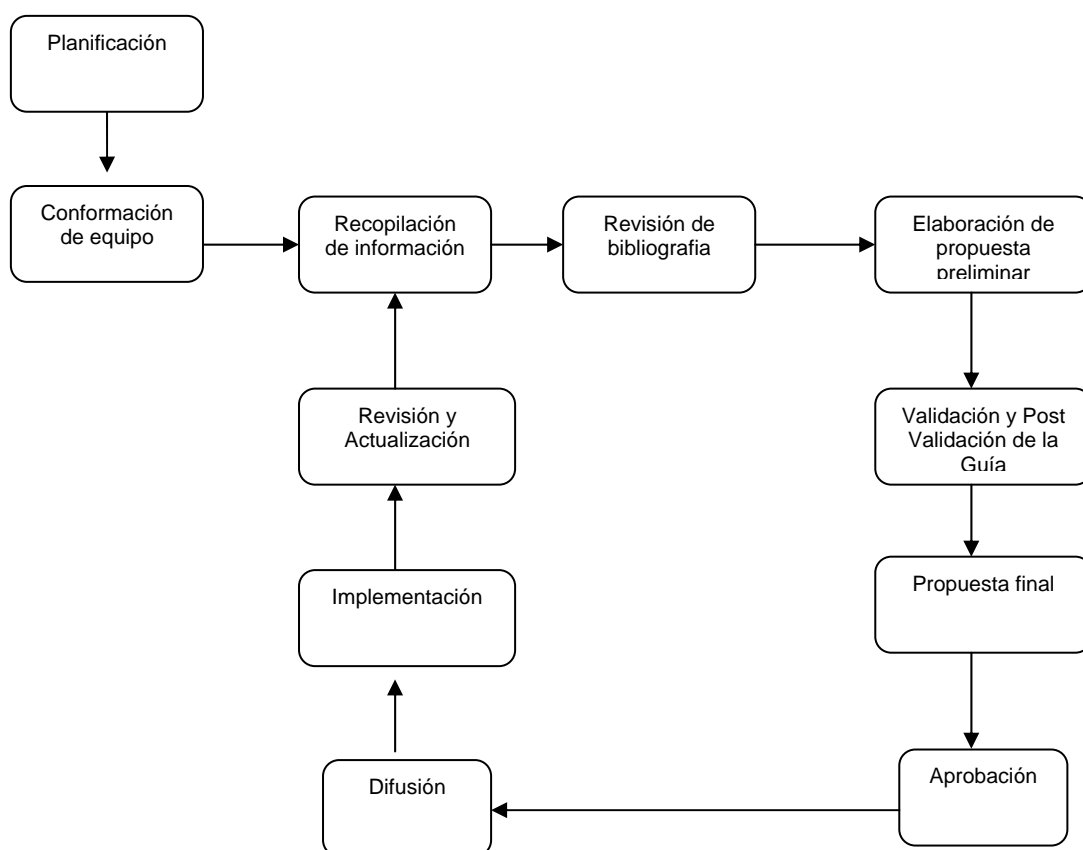 Planificación
Conformación
de equipo
Recopilación
de información
Revisión de
bibliografia
Elaboración de
propuesta
preliminar
Validación y Post
Validación de la
Guía
Propuesta final
Aprobación
Difusión
Implementación
Revisión y
Actualización